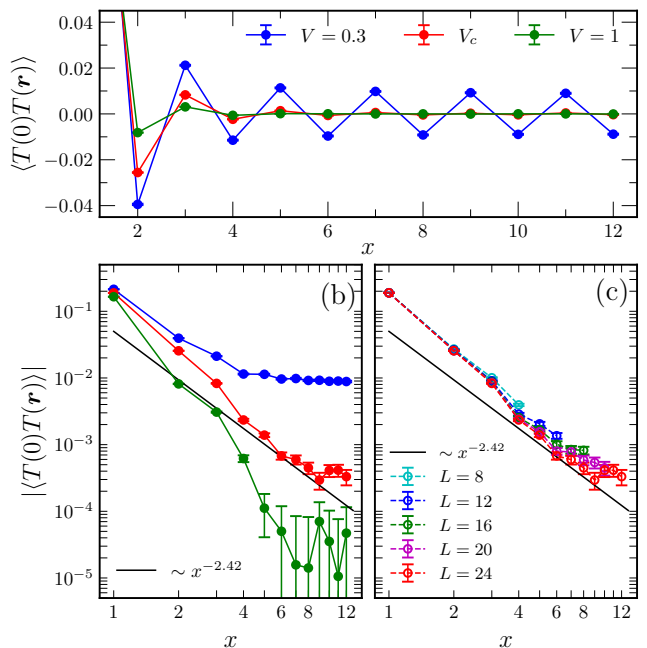 V = 0.3 V_c V = 1
⟨T(0)T(r)⟩
0.04
0.02
0.00
−0.02
−0.04
2 4 6 8 10 12
x
(b) (c)
|⟨T(0)T(r)⟩|
10^{−1}
10^{−2}
10^{−3}
10^{−4}
10^{−5}
∼ x^{−2.42}
1 2 4 6 8 12
x
∼ x^{−2.42}
L = 8
L = 12
L = 16
L = 20
L = 24
1 2 4 6 8 12
x